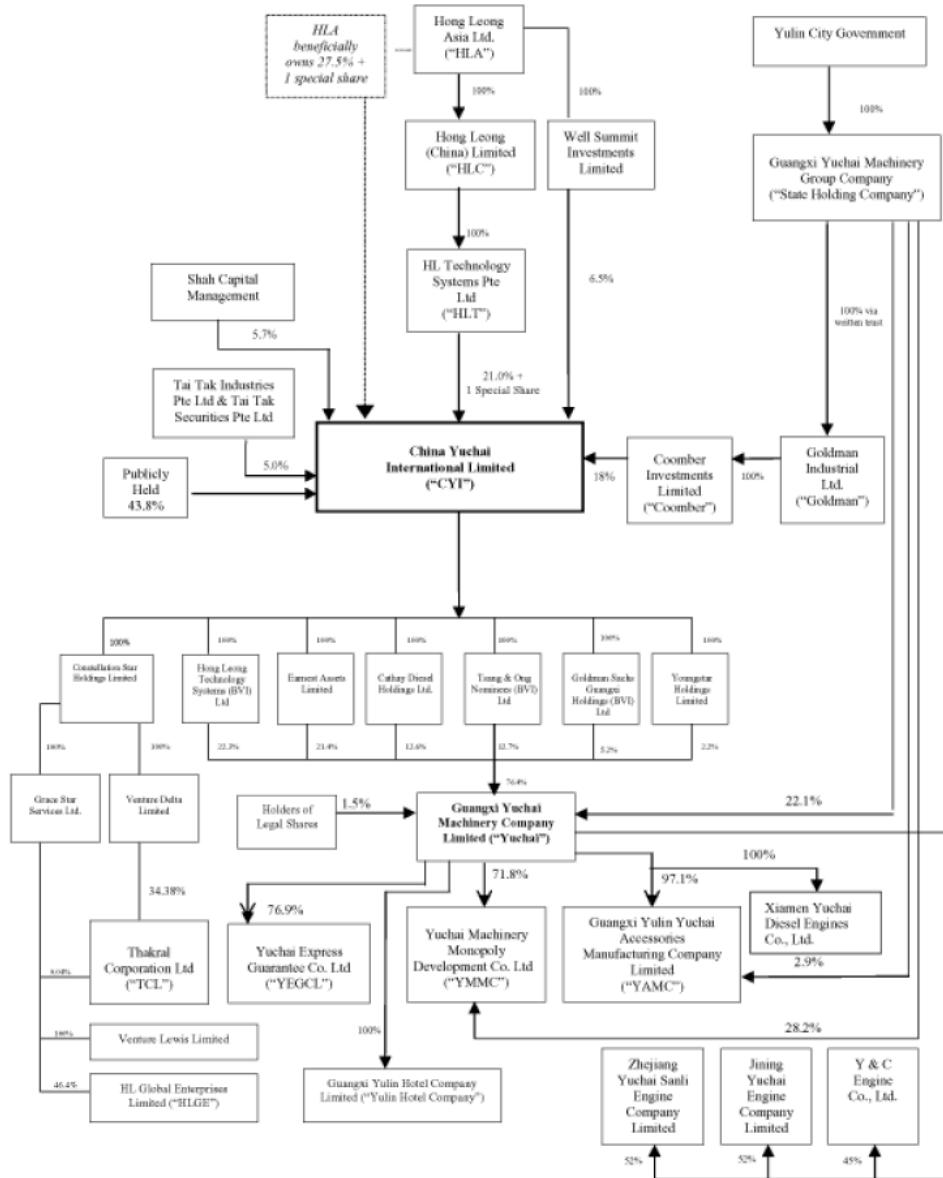 HLA
beneficially
owns 27.5% +
1 special share
Hong Leong
Asia Ltd.
("HLA")
Yulin City Government
100%
100%
100%
Hong Leong
(China) Limited
("HLC")
Well Summit
Investments
Limited
Guangxi Yuchai Machinery
Group Company
("State Holding Company")
100%
Shah Capital
Management
HL Technology
Systems Pte
Ltd
("HLT")
6.5%
100% via
written trust
5.7%
21.0% +
1 Special Share
Tai Tak Industries
Pte Ltd & Tai Tak
Securities Pte Ltd
5.0%
China Yuchai
International Limited
("CYI")
18%
Coomber
Investments
Limited
("Coomber")
100%
Goldman
Industrial
Ltd.
("Goldman")
Publicly
Held
43.8%
100%
100%
100%
100%
100%
100%
100%
Constellation Star
Holdings Limited
Hong Leong
Technology
Systems (BVI)
Ltd
Earnest Assets
Limited
Cathay Diesel
Holdings Ltd.
Tsang & Ong
Nominees (BVI)
Ltd
Goldman Sachs
Guangxi
Holdings (BVI)
Ltd
Youngstar
Holdings
Limited
100%
100%
22.3%
21.4%
12.6%
12.7%
5.2%
2.2%
76.4%
Grace Star
Services Ltd.
Venture Delta
Limited
Holders of
Legal Shares
1.5%
Guangxi Yuchai
Machinery Company
Limited ("Yuchai")
22.1%
34.38%
76.9%
71.8%
97.1%
100%
Thakral
Corporation Ltd
("TCL")
Yuchai Express
Guarantee Co. Ltd
("YEGCL")
Yuchai Machinery
Monopoly
Development Co. Ltd
("YMMC")
Guangxi Yulin Yuchai
Accessories
Manufacturing Company
Limited
("YAMC")
Xiamen Yuchai
Diesel Engines
Co., Ltd.
2.9%
28.2%
100%
Venture Lewis Limited
100%
46.4%
HL Global Enterprises
Limited ("HLGE")
Guangxi Yulin Hotel Company
Limited ("Yulin Hotel Company")
Zhejiang
Yuchai Sanli
Engine
Company
Limited
Jining
Yuchai
Engine
Company
Limited
Y & C
Engine
Co., Ltd.
52%
52%
45%